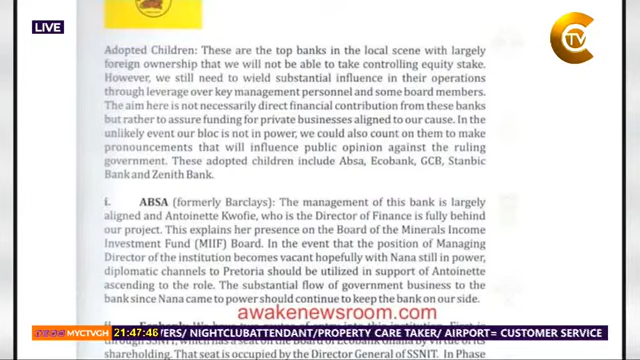 LIVE
C
TV
Adopted Children: These are the top banks in the local scene with largely
foreign ownership that we will not be able to take controlling equity stake.
However, we still need to wield substantial influence in their operations
through leverage over key management personnel and some board members.
The aim here is not necessarily direct financial contribution from these banks
but rather to assure funding for private businesses aligned to our cause. In the
unlikely event our bloc is not in power, we could also count on them to make
pronouncements that will influence public opinion against the ruling
government. These adopted children include Absa, Ecobank, GCB, Stanbic
Bank and Zenith Bank.
i. ABSA (formerly Barclays): The management of this bank is largely
aligned and Antoinette Kwofie, who is the Director of Finance is fully behind
our project. This explains her presence on the Board of the Minerals Income
Investment Fund (MIIF) Board. In the event that the position of Managing
Director of the institution becomes vacant hopefully with Nana still in power,
diplomatic channels to Pretoria should be utilized in support of Antoinette
ascending to the role. The substantial flow of government business to the
bank since Nana came to power should continue to keep the bank on our side.
awakenewsroom.com
institution. First is
through SSNIT, which has a seat on the Board of Ecobank Ghana by virtue of its
shareholding. That seat is occupied by the Director General of SSNIT. In Phase
MYCTVGH 21:47:46 ERS/ NIGHTCLUBATTENDANT/PROPERTY CARE TAKER/ AIRPORT= CUSTOMER SERVICE